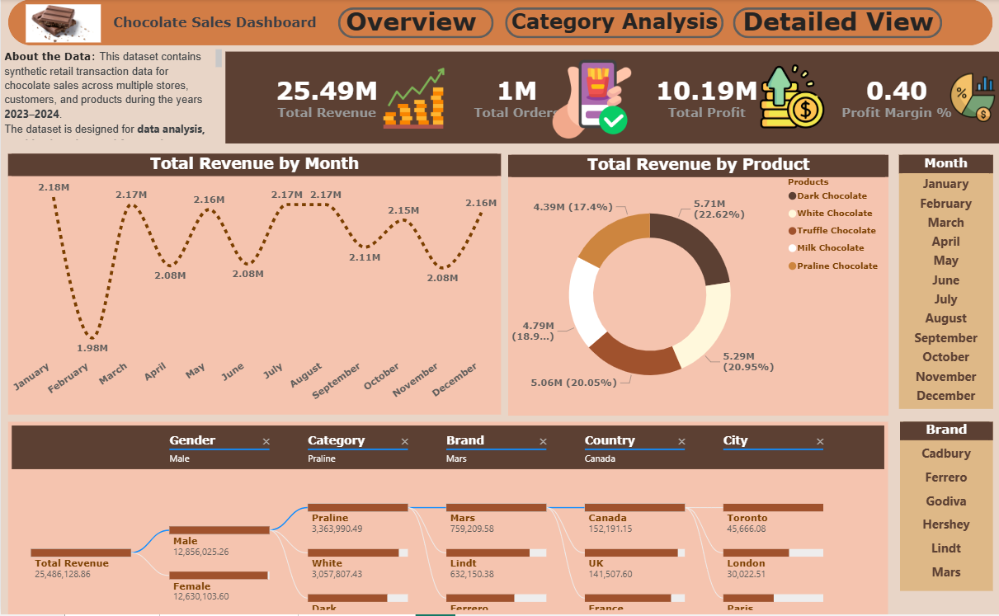 Chocolate Sales Dashboard
Overview
Category Analysis
Detailed View
About the Data: This dataset contains
synthetic retail transaction data for
chocolate sales across multiple stores,
customers, and products during the years
2023–2024.
The dataset is designed for data analysis,
25.49M
Total Revenue
1M
Total Orders
10.19M
Total Profit
0.40
Profit Margin %
Total Revenue by Month
2.18M
1.98M
2.17M
2.08M
2.16M
2.08M
2.17M
2.17M
2.11M
2.15M
2.08M
2.16M
January
February
March
April
May
June
July
August
September
October
November
December
Total Revenue by Product
Products
Dark Chocolate
White Chocolate
Truffle Chocolate
Milk Chocolate
Praline Chocolate
5.71M
(22.62%)
5.29M
(20.95%)
5.06M (20.05%)
4.79M
(18.9...)
4.39M (17.4%)
Month
January
February
March
April
May
June
July
August
September
October
November
December
Gender ×
Male
Category ×
Praline
Brand ×
Mars
Country ×
Canada
City ×
Total Revenue
25,486,128.86
Male
12,856,025.26
Female
12,630,103.60
Praline
3,363,990.49
White
3,057,807.43
Dark
Mars
759,209.58
Lindt
632,150.38
Ferrero
Canada
152,191.15
UK
141,507.60
France
Toronto
45,666.08
London
30,022.51
Paris
Brand
Cadbury
Ferrero
Godiva
Hershey
Lindt
Mars